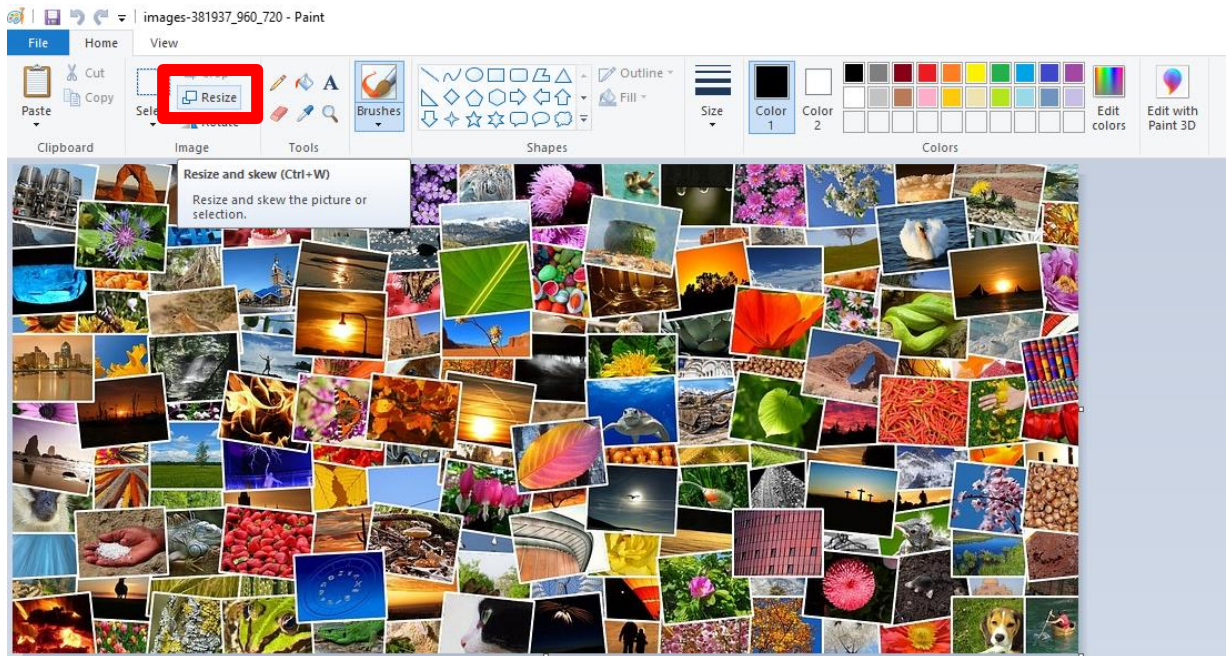 images-381937_960_720 - Paint
File Home View
Paste
Cut
Copy
Clipboard
Resize
Rotate
Image
A
Tools
Brushes
Outline
Fill
Shapes
Size
Color 1
Color 2
Edit colors
Colors
Edit with Paint 3D
Resize and skew (Ctrl+W)
Resize and skew the picture or
selection.